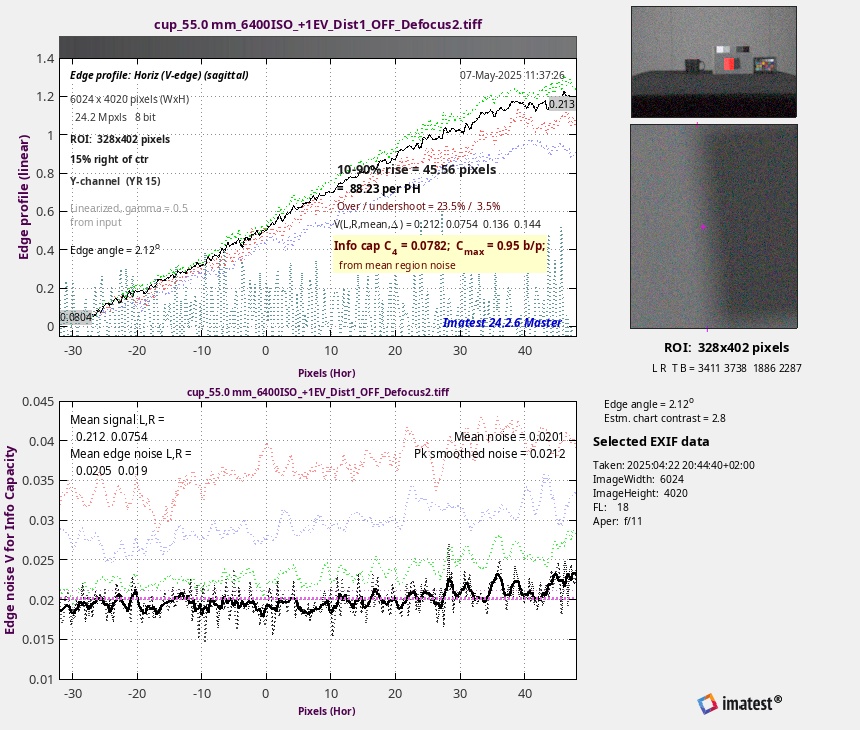 cup_55.0 mm_6400ISO_+1EV_Dist1_OFF_Defocus2.tiff
Edge profile: Horiz (V-edge) (sagittal)
07-May-2025 11:37:26
6024 x 4020 pixels (WxH)
24.2 Mpxls 8 bit
ROI: 328x402 pixels
15% right of ctr
Y-channel (YR 15)
Linearized, gamma = 0.5
from input
Edge angle = 2.12º
0.213
10-90% rise = 45.56 pixels
= 88.23 per PH
Over / undershoot = 23.5% / 3.5%
V(L,R,mean,Δ) = 0.212 0.0754 0.136 0.144
Info cap C4 = 0.0782; Cmax = 0.95 b/p;
from mean region noise
Imatest 24.2.6 Master
0.0804
Edge profile (linear)
1.4
1.2
1
0.8
0.6
0.4
0.2
0
-30 -20 -10 0 10 20 30 40
Pixels (Hor)
cup_55.0 mm_6400ISO_+1EV_Dist1_OFF_Defocus2.tiff
Mean signal L,R =
0.212 0.0754
Mean edge noise L,R =
0.0205 0.019
Mean noise = 0.0201
Pk smoothed noise = 0.0212
Edge noise V for Info Capacity
0.045
0.04
0.035
0.03
0.025
0.02
0.015
0.01
-30 -20 -10 0 10 20 30 40
Pixels (Hor)
ROI: 328x402 pixels
L R T B = 3411 3738 1886 2287
Edge angle = 2.12º
Estm. chart contrast = 2.8
Selected EXIF data
Taken: 2025:04:22 20:44:40+02:00
ImageWidth: 6024
ImageHeight: 4020
FL: 18
Aper: f/11
imatest®